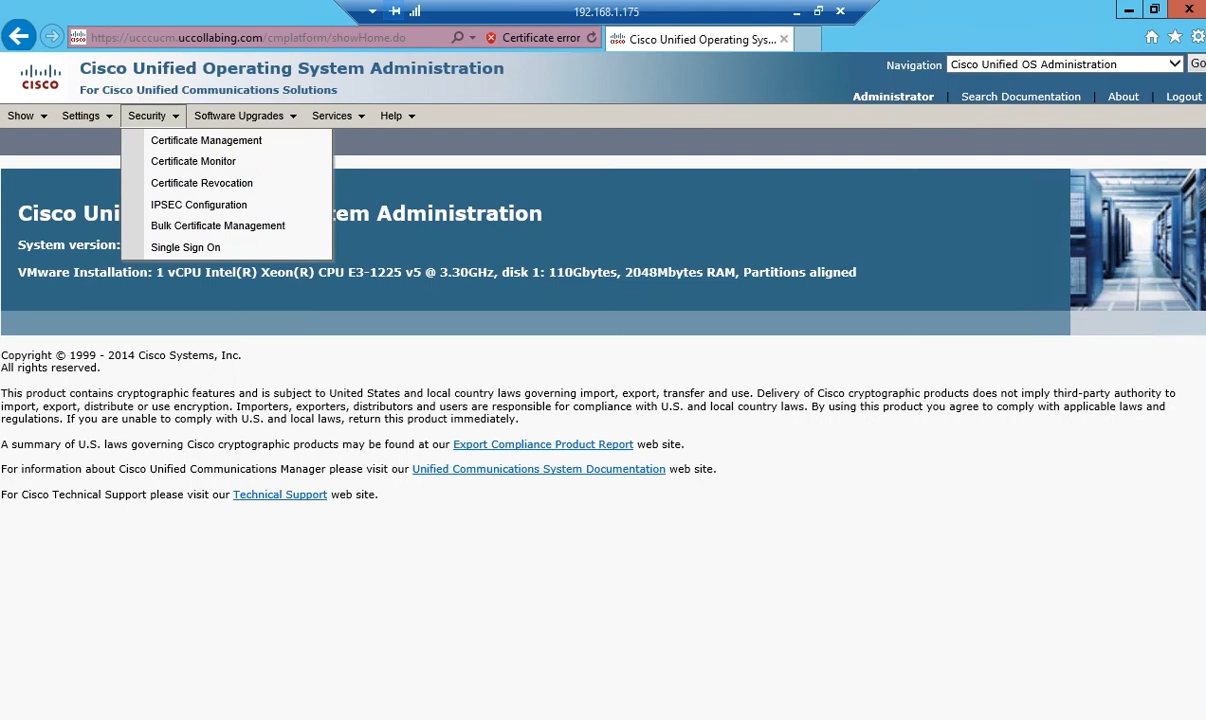 192.168.1.175
https://ucccucm.uccollabing.com/cmplatform/showHome.do
Certificate error
Cisco Unified Operating Sys...
CISCO
Cisco Unified Operating System Administration
For Cisco Unified Communications Solutions
Navigation Cisco Unified OS Administration Go
Administrator | Search Documentation | About | Logout
Show Settings Security Software Upgrades Services Help
Certificate Management
Certificate Monitor
Certificate Revocation
IPSEC Configuration
Bulk Certificate Management
Single Sign On
Cisco Uni em Administration
System version:
VMware Installation: 1 vCPU Intel(R) Xeon(R) CPU E3-1225 v5 @ 3.30GHz, disk 1: 110Gbytes, 2048Mbytes RAM, Partitions aligned
Copyright © 1999 - 2014 Cisco Systems, Inc.
All rights reserved.
This product contains cryptographic features and is subject to United States and local country laws governing import, export, transfer and use. Delivery of Cisco cryptographic products does not imply third-party authority to
import, export, distribute or use encryption. Importers, exporters, distributors and users are responsible for compliance with U.S. and local country laws. By using this product you agree to comply with applicable laws and
regulations. If you are unable to comply with U.S. and local laws, return this product immediately.
A summary of U.S. laws governing Cisco cryptographic products may be found at our Export Compliance Product Report web site.
For information about Cisco Unified Communications Manager please visit our Unified Communications System Documentation web site.
For Cisco Technical Support please visit our Technical Support web site.